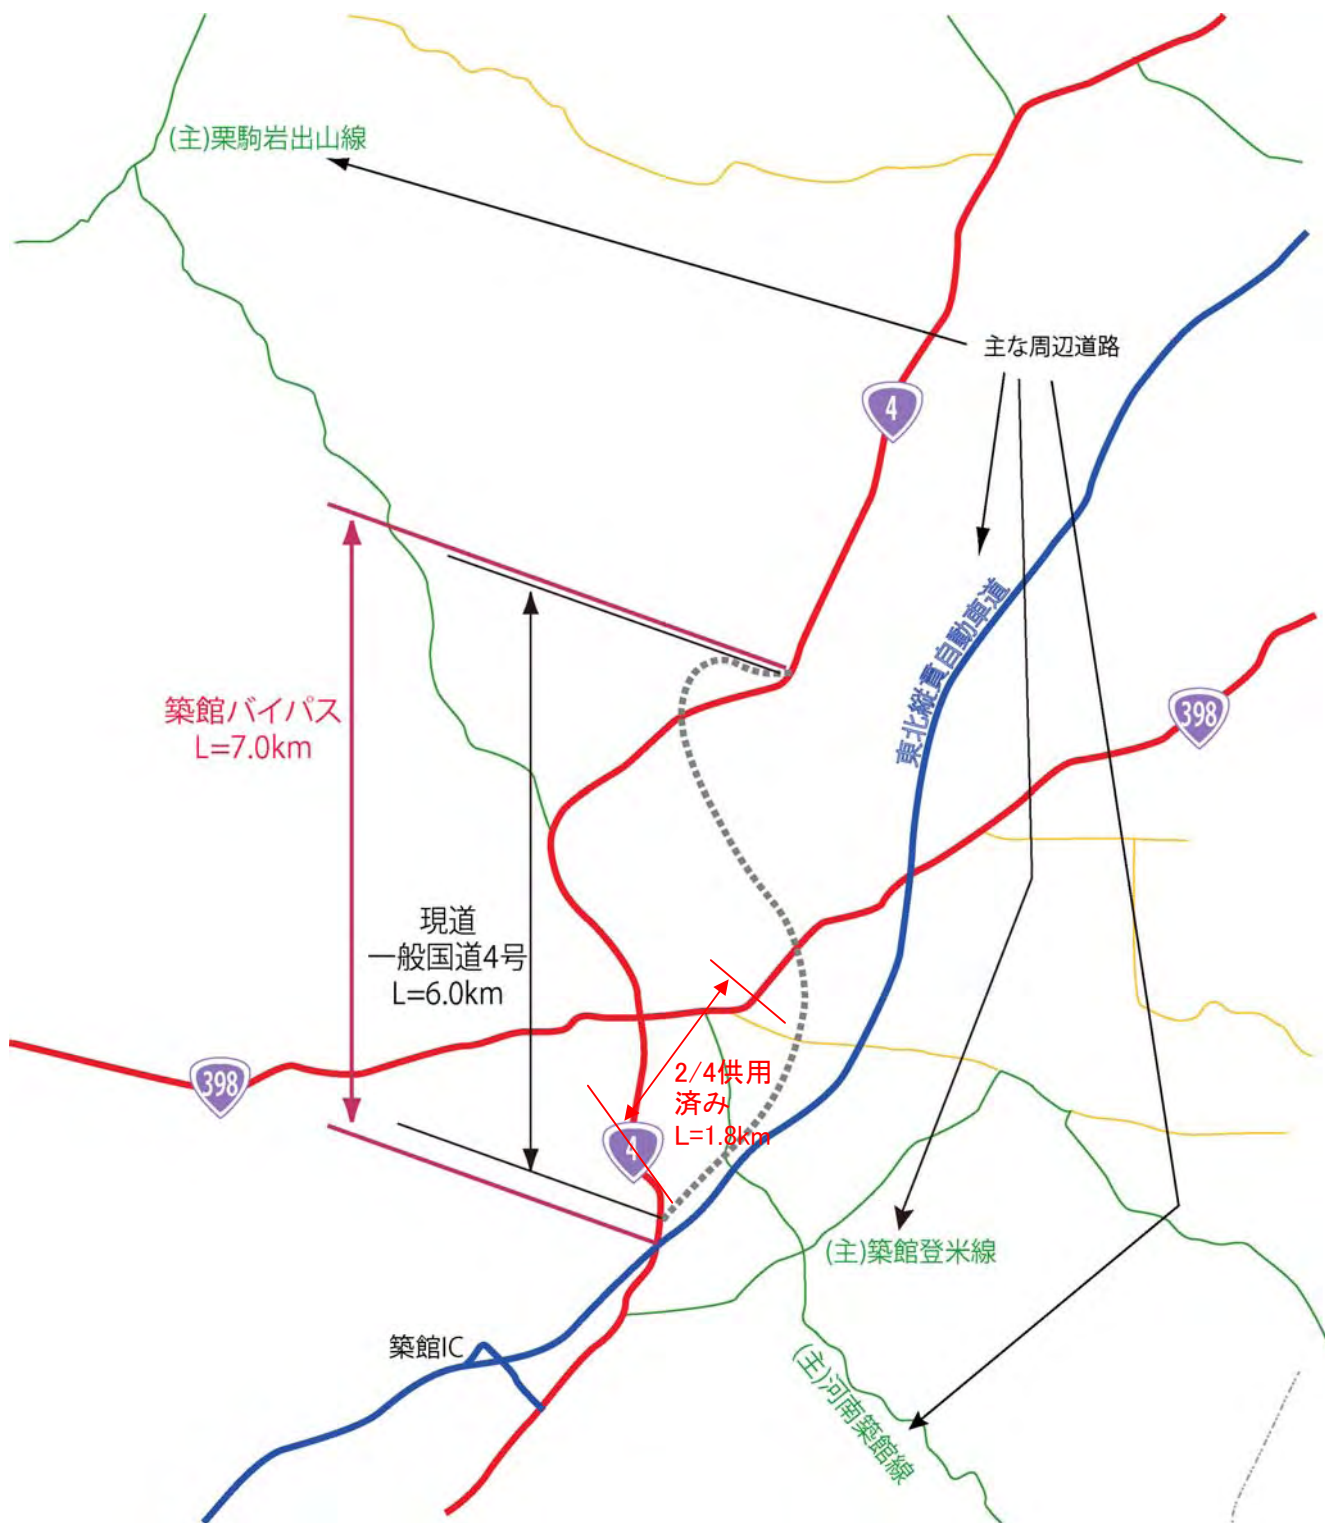 (主)栗駒岩出山線
主な周辺道路
4
東北縦貫自動車道
築館バイパス
L=7.0km
398
現道
一般国道4号
L=6.0km
2/4供用
済み
L=1.8km
398
4
(主)築館登米線
築館IC
(主)河南築館線